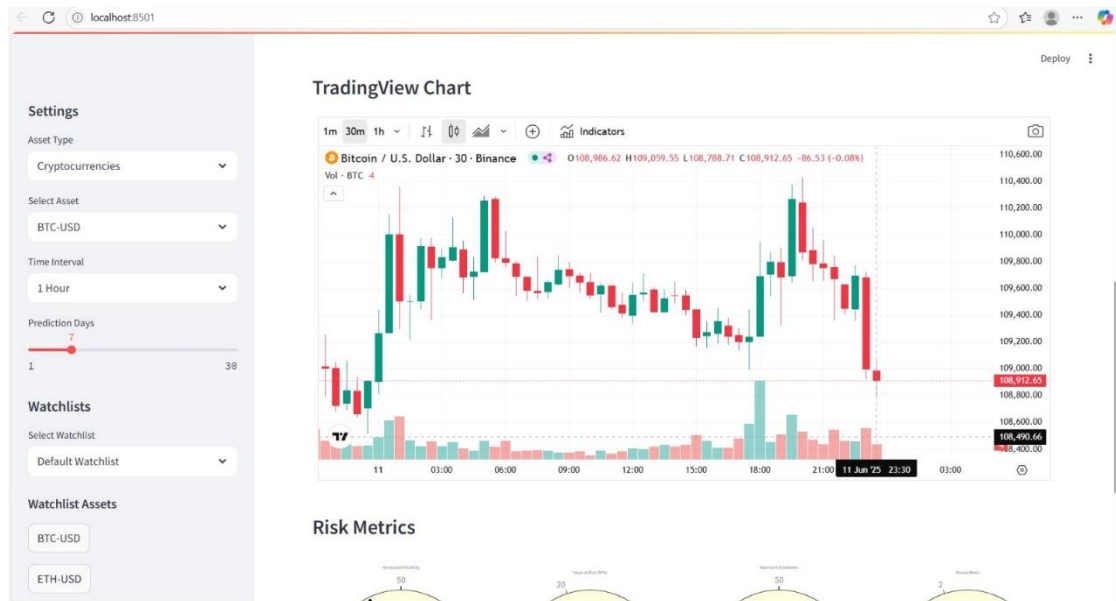 localhost:8501
Deploy
Settings
Asset Type
Cryptocurrencies
Select Asset
BTC-USD
Time Interval
1 Hour
Prediction Days
7
1 30
Watchlists
Select Watchlist
Default Watchlist
Watchlist Assets
BTC-USD
ETH-USD
TradingView Chart
1m 30m 1h Indicators
Bitcoin / U.S. Dollar · 30 · Binance O108,986.62 H109,059.55 L108,788.71 C108,912.65 -86.53 (-0.08%)
Vol · BTC 4
110,600.00
110,400.00
110,200.00
110,000.00
109,800.00
109,600.00
109,400.00
109,200.00
109,000.00
108,912.65
108,800.00
108,600.00
108,490.66
108,400.00
11 03:00 06:00 09:00 12:00 15:00 18:00 21:00 11 Jun '25 23:30 03:00
Risk Metrics
Maximum Drawdown
50 20 50 2